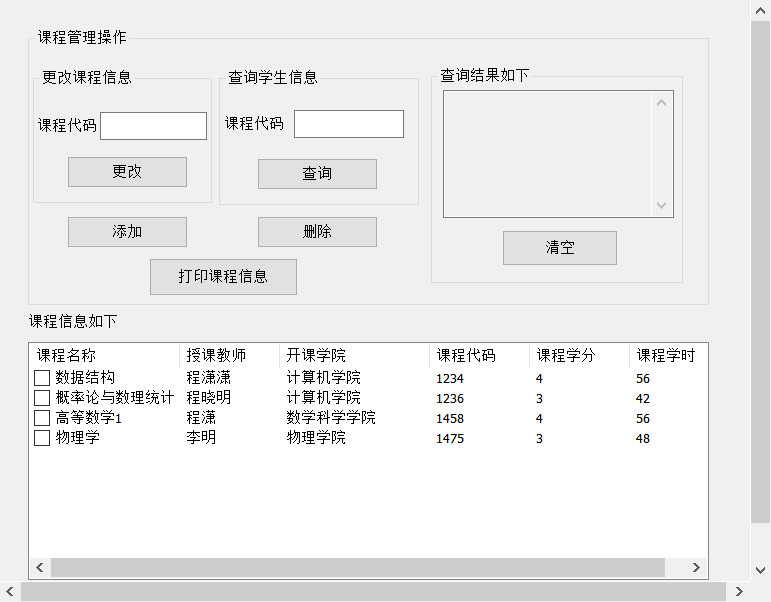 课程管理操作
更改课程信息
课程代码
更改
查询学生信息
课程代码
查询
查询结果如下
清空
添加
删除
打印课程信息
课程信息如下
课程名称 授课教师 开课学院 课程代码 课程学分 课程学时
数据结构 程潇潇 计算机学院 1234 4 56
概率论与数理统计 程晓明 计算机学院 1236 3 42
高等数学1 程潇 数学科学学院 1458 4 56
物理学 李明 物理学院 1475 3 48